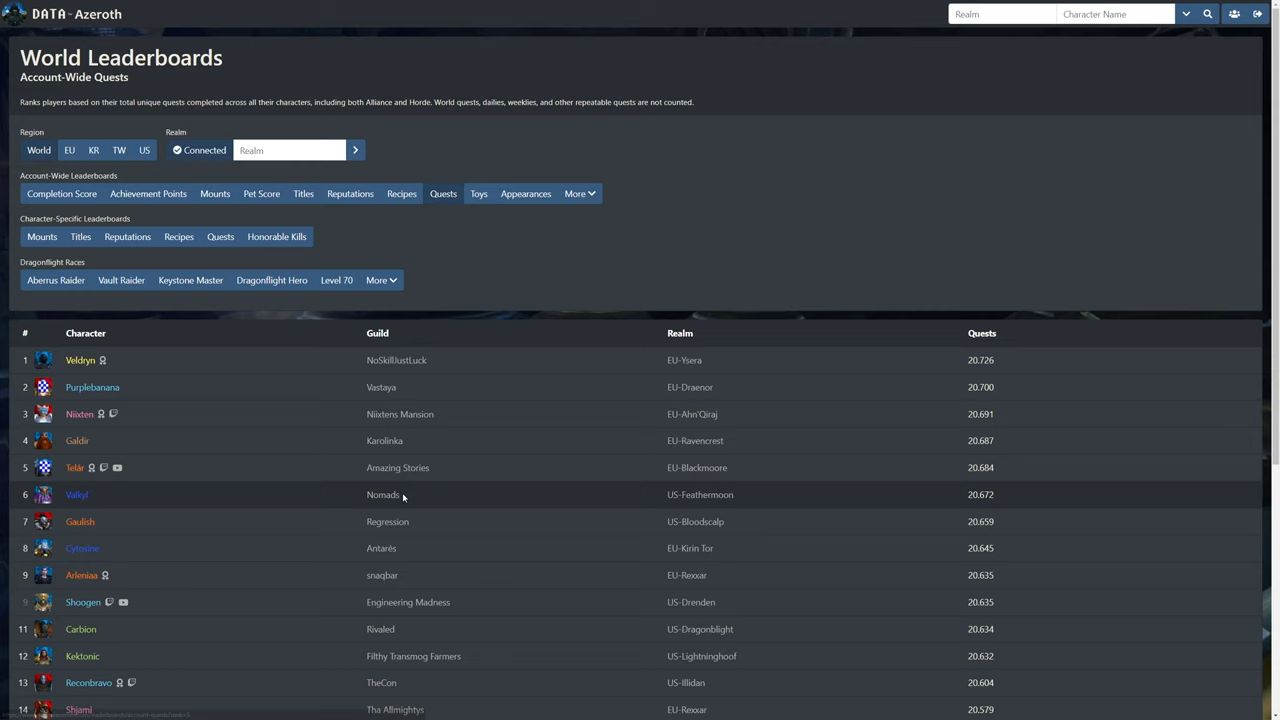 DATA - Azeroth
Realm
Character Name
World Leaderboards
Account-Wide Quests
Ranks players based on their total unique quests completed across all their characters, including both Alliance and Horde. World quests, dailies, weeklies, and other repeatable quests are not counted.
Region
Realm
World EU KR TW US
Connected Realm
Account-Wide Leaderboards
Completion Score Achievement Points Mounts Pet Score Titles Reputations Recipes Quests Toys Appearances More
Character-Specific Leaderboards
Mounts Titles Reputations Recipes Quests Honorable Kills
Dragonflight Races
Aberrus Raider Vault Raider Keystone Master Dragonflight Hero Level 70 More
# Character Guild Realm Quests
1 Veldryn NoSkillJustLuck EU-Ysera 20.726
2 Purplebanana Vastaya EU-Draenor 20.700
3 Niixten Niixtens Mansion EU-Ahn'Qiraj 20.691
4 Galdir Karolinka EU-Ravencrest 20.687
5 Telár Amazing Stories EU-Blackmoore 20.684
6 Valkyl Nomads US-Feathermoon 20.672
7 Gaulish Regression US-Bloodscalp 20.659
8 Cytosine Antarès EU-Kirin Tor 20.645
9 Arleniaa snaqbar EU-Rexxar 20.635
9 Shoogen Engineering Madness US-Drenden 20.635
11 Carbion Rivaled US-Dragonblight 20.634
12 Kektonic Filthy Transmog Farmers US-Lightninghoof 20.632
13 Reconbravo TheCon US-Illidan 20.604
14 Shjami Tha Allmightys EU-Rexxar 20.579